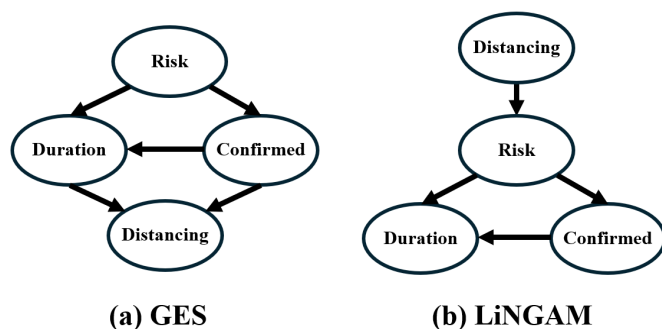 Risk
Duration
Confirmed
Distancing
(a) GES
Distancing
Risk
Duration
Confirmed
(b) LiNGAM